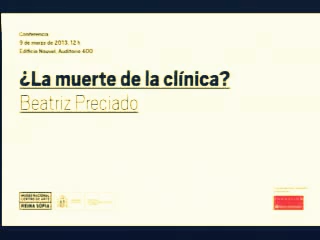 Conferencia
9 de marzo de 2013, 12 h
Edificio Nouvel. Auditorio 400
¿La muerte de la clínica?
Beatriz Preciado
MUSEO NACIONAL
CENTRO DE ARTE
REINA SOFIA